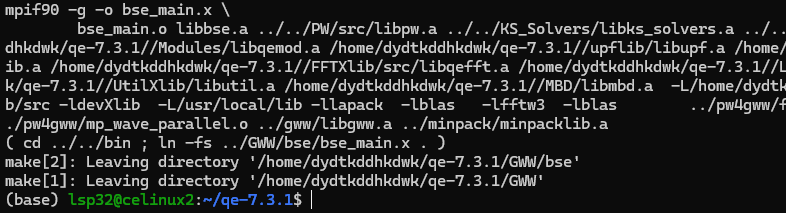 mpif90 -g -o bse_main.x \
bse_main.o libbse.a ../../PW/src/libpw.a ../../KS_Solvers/libks_solvers.a ../..
dhkdwk/qe-7.3.1//Modules/libqemod.a /home/dydtkddhkdwk/qe-7.3.1//upflib/libupf.a /home/
ib.a /home/dydtkddhkdwk/qe-7.3.1//FFTXlib/src/libqefft.a /home/dydtkddhkdwk/qe-7.3.1//L
k/qe-7.3.1//UtilXlib/libutil.a /home/dydtkddhkdwk/qe-7.3.1//MBD/libmbd.a -L/home/dydtkd
b/src -ldevXlib -L/usr/local/lib -llapack -lblas -lfftw3 -lblas ../pw4gww/f
./pw4gww/mp_wave_parallel.o ../gww/libgww.a ../minpack/minpacklib.a
( cd ../../bin ; ln -fs ../GWW/bse/bse_main.x . )
make[2]: Leaving directory '/home/dydtkddhkdwk/qe-7.3.1/GWW/bse'
make[1]: Leaving directory '/home/dydtkddhkdwk/qe-7.3.1/GWW'
(base) lsp32@celinux2:~/qe-7.3.1$